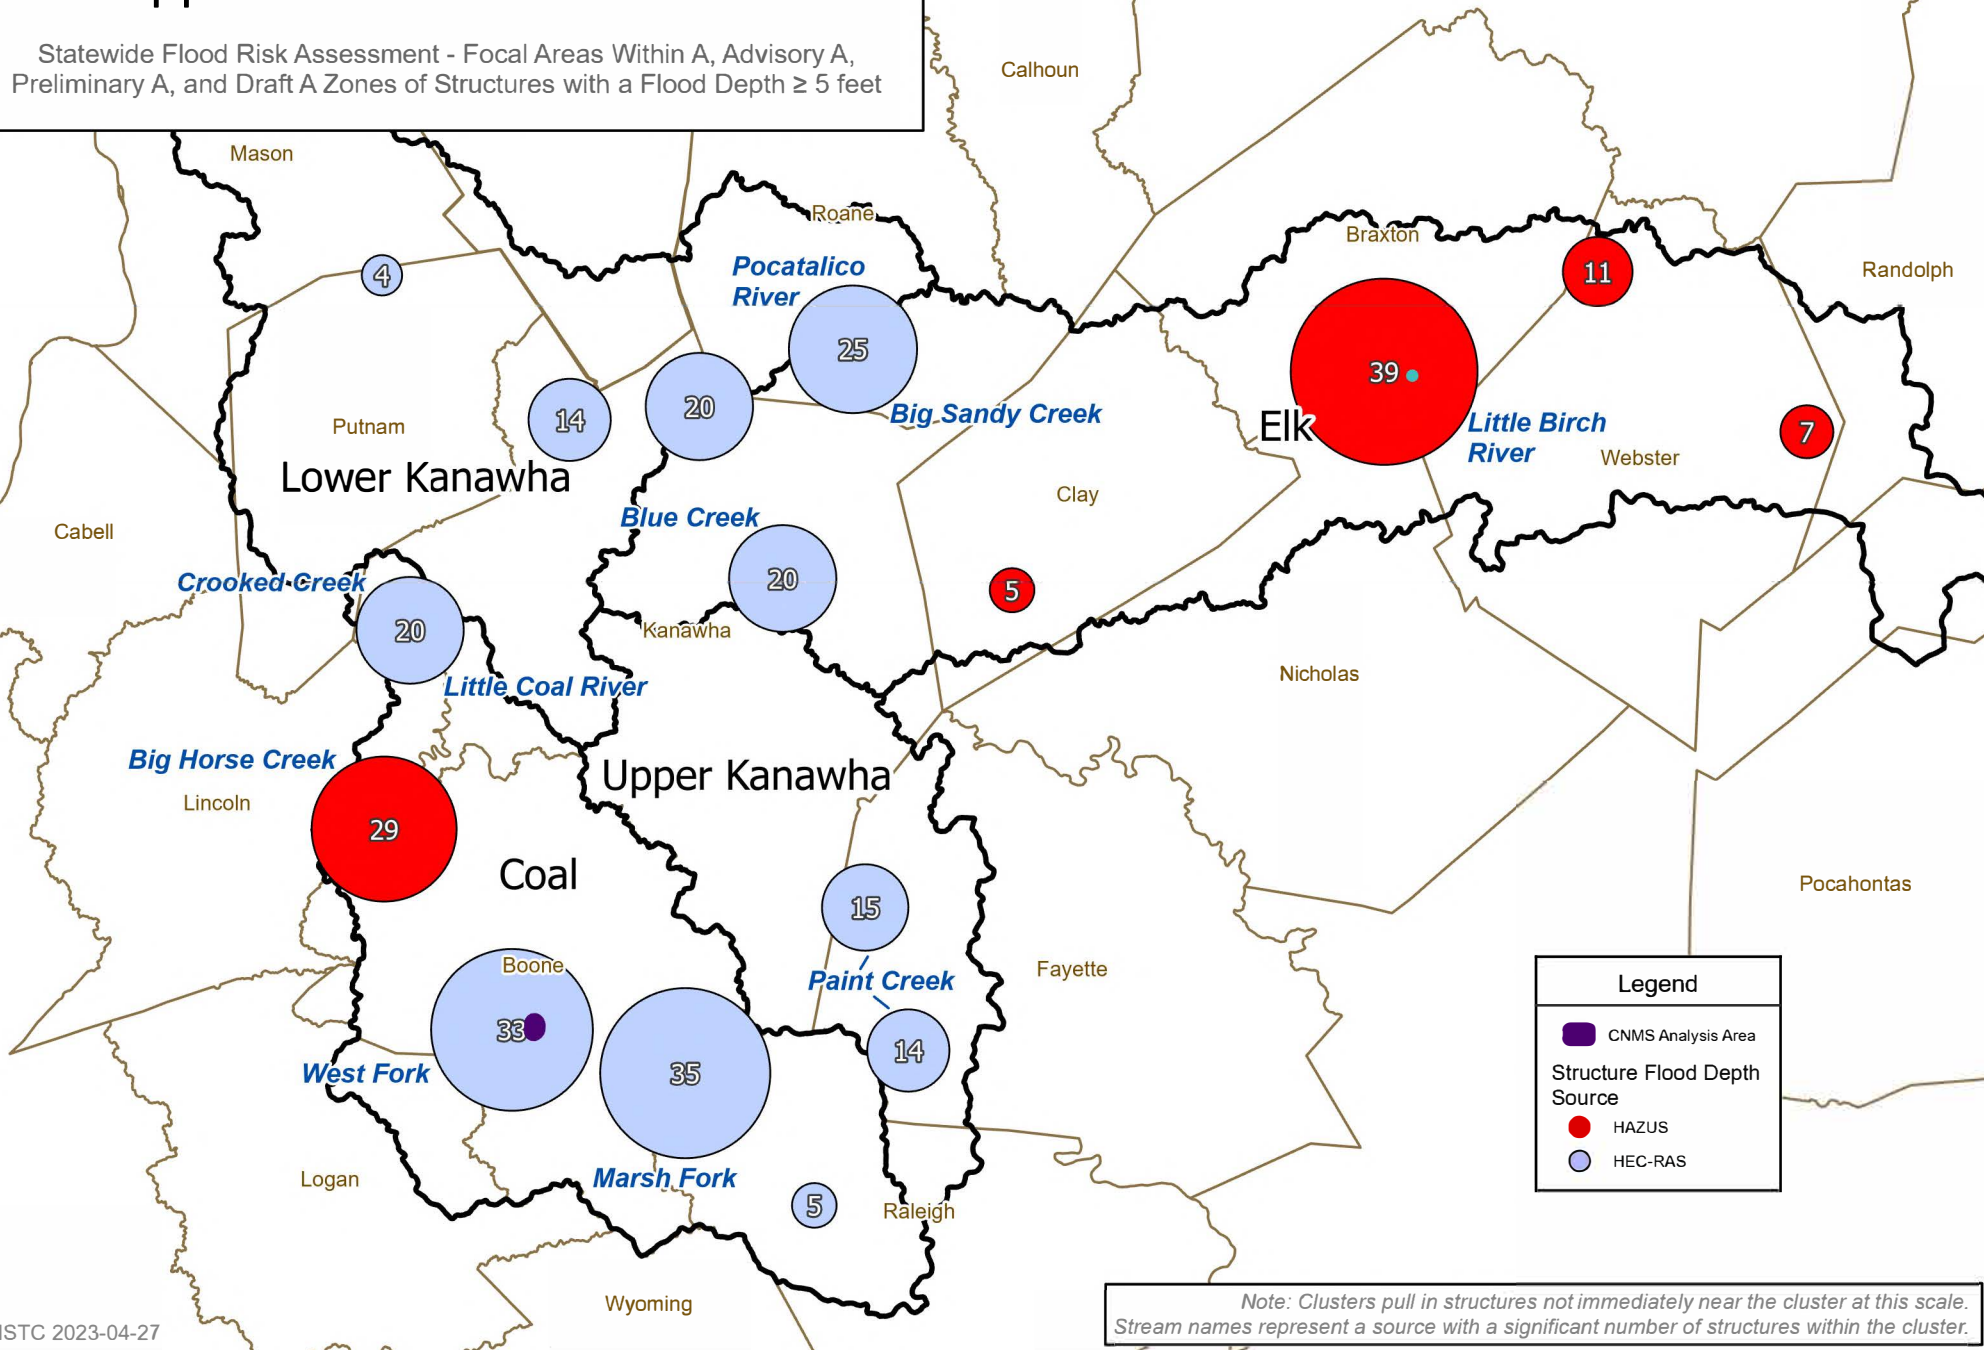 Statewide Flood Risk Assessment - Focal Areas Within A, Advisory A,
Preliminary A, and Draft A Zones of Structures with a Flood Depth ≥ 5 feet
Calhoun
Mason
Roane
Braxton
Randolph
Pocatalico
River
4
11
25
39
20
14
Big Sandy Creek
Elk
Little Birch
River
7
Putnam
Webster
Lower Kanawha
Clay
Blue Creek
Cabell
20
5
Crooked Creek
20
Kanawha
Nicholas
Little Coal River
Big Horse Creek
Upper Kanawha
Lincoln
29
Coal
Pocahontas
15
Boone
Paint Creek
Fayette
33
35
14
West Fork
Marsh Fork
Logan
5
Raleigh
Wyoming
Legend
CNMS Analysis Area
Structure Flood Depth
Source
HAZUS
HEC-RAS
Note: Clusters pull in structures not immediately near the cluster at this scale.
Stream names represent a source with a significant number of structures within the cluster.
STC 2023-04-27